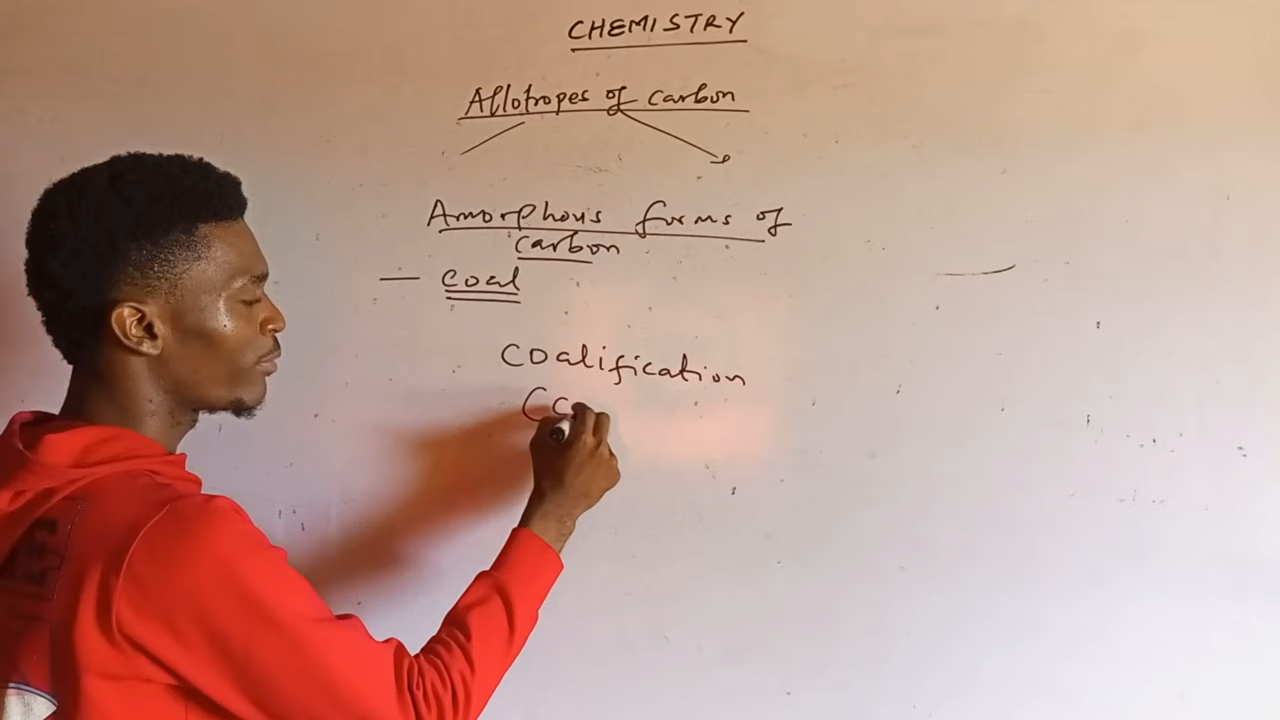 CHEMISTRY
Allotropes of carbon
Amorphous forms of
carbon
— coal
Coalification
(c